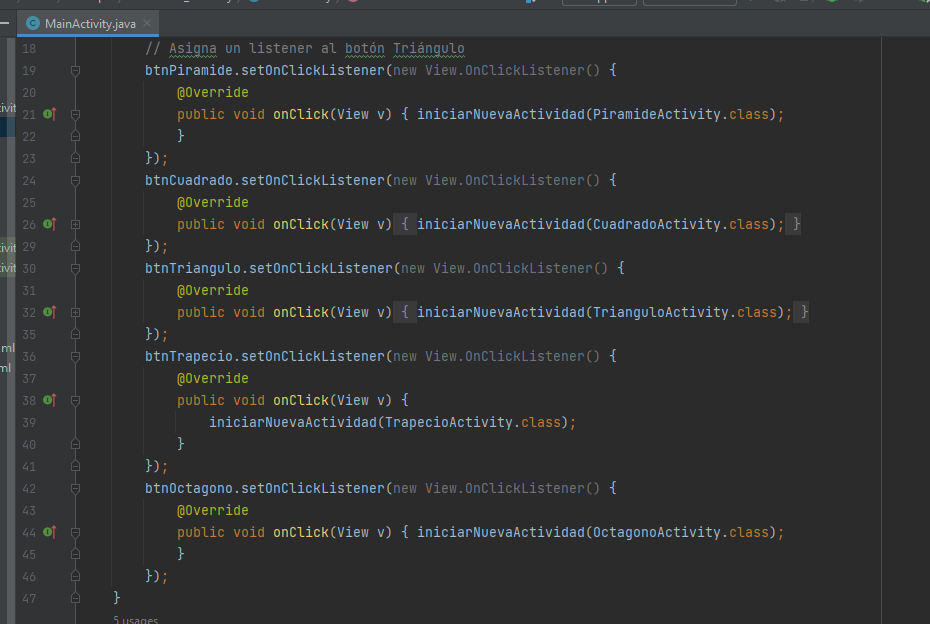 MainActivity.java
18 // Asigna un listener al botón Triángulo
19 btnPiramide.setOnClickListener(new View.OnClickListener() {
20 @Override
21 public void onClick(View v) { iniciarNuevaActividad(PiramideActivity.class);
22 }
23 });
24 btnCuadrado.setOnClickListener(new View.OnClickListener() {
25 @Override
26 public void onClick(View v) { iniciarNuevaActividad(CuadradoActivity.class); }
29 });
30 btnTriangulo.setOnClickListener(new View.OnClickListener() {
31 @Override
32 public void onClick(View v) { iniciarNuevaActividad(TrianguloActivity.class); }
35 });
36 btnTrapecio.setOnClickListener(new View.OnClickListener() {
37 @Override
38 public void onClick(View v) {
39 iniciarNuevaActividad(TrapecioActivity.class);
40 }
41 });
42 btnOctagono.setOnClickListener(new View.OnClickListener() {
43 @Override
44 public void onClick(View v) { iniciarNuevaActividad(OctagonoActivity.class);
45 }
46 });
47 }
5 usages